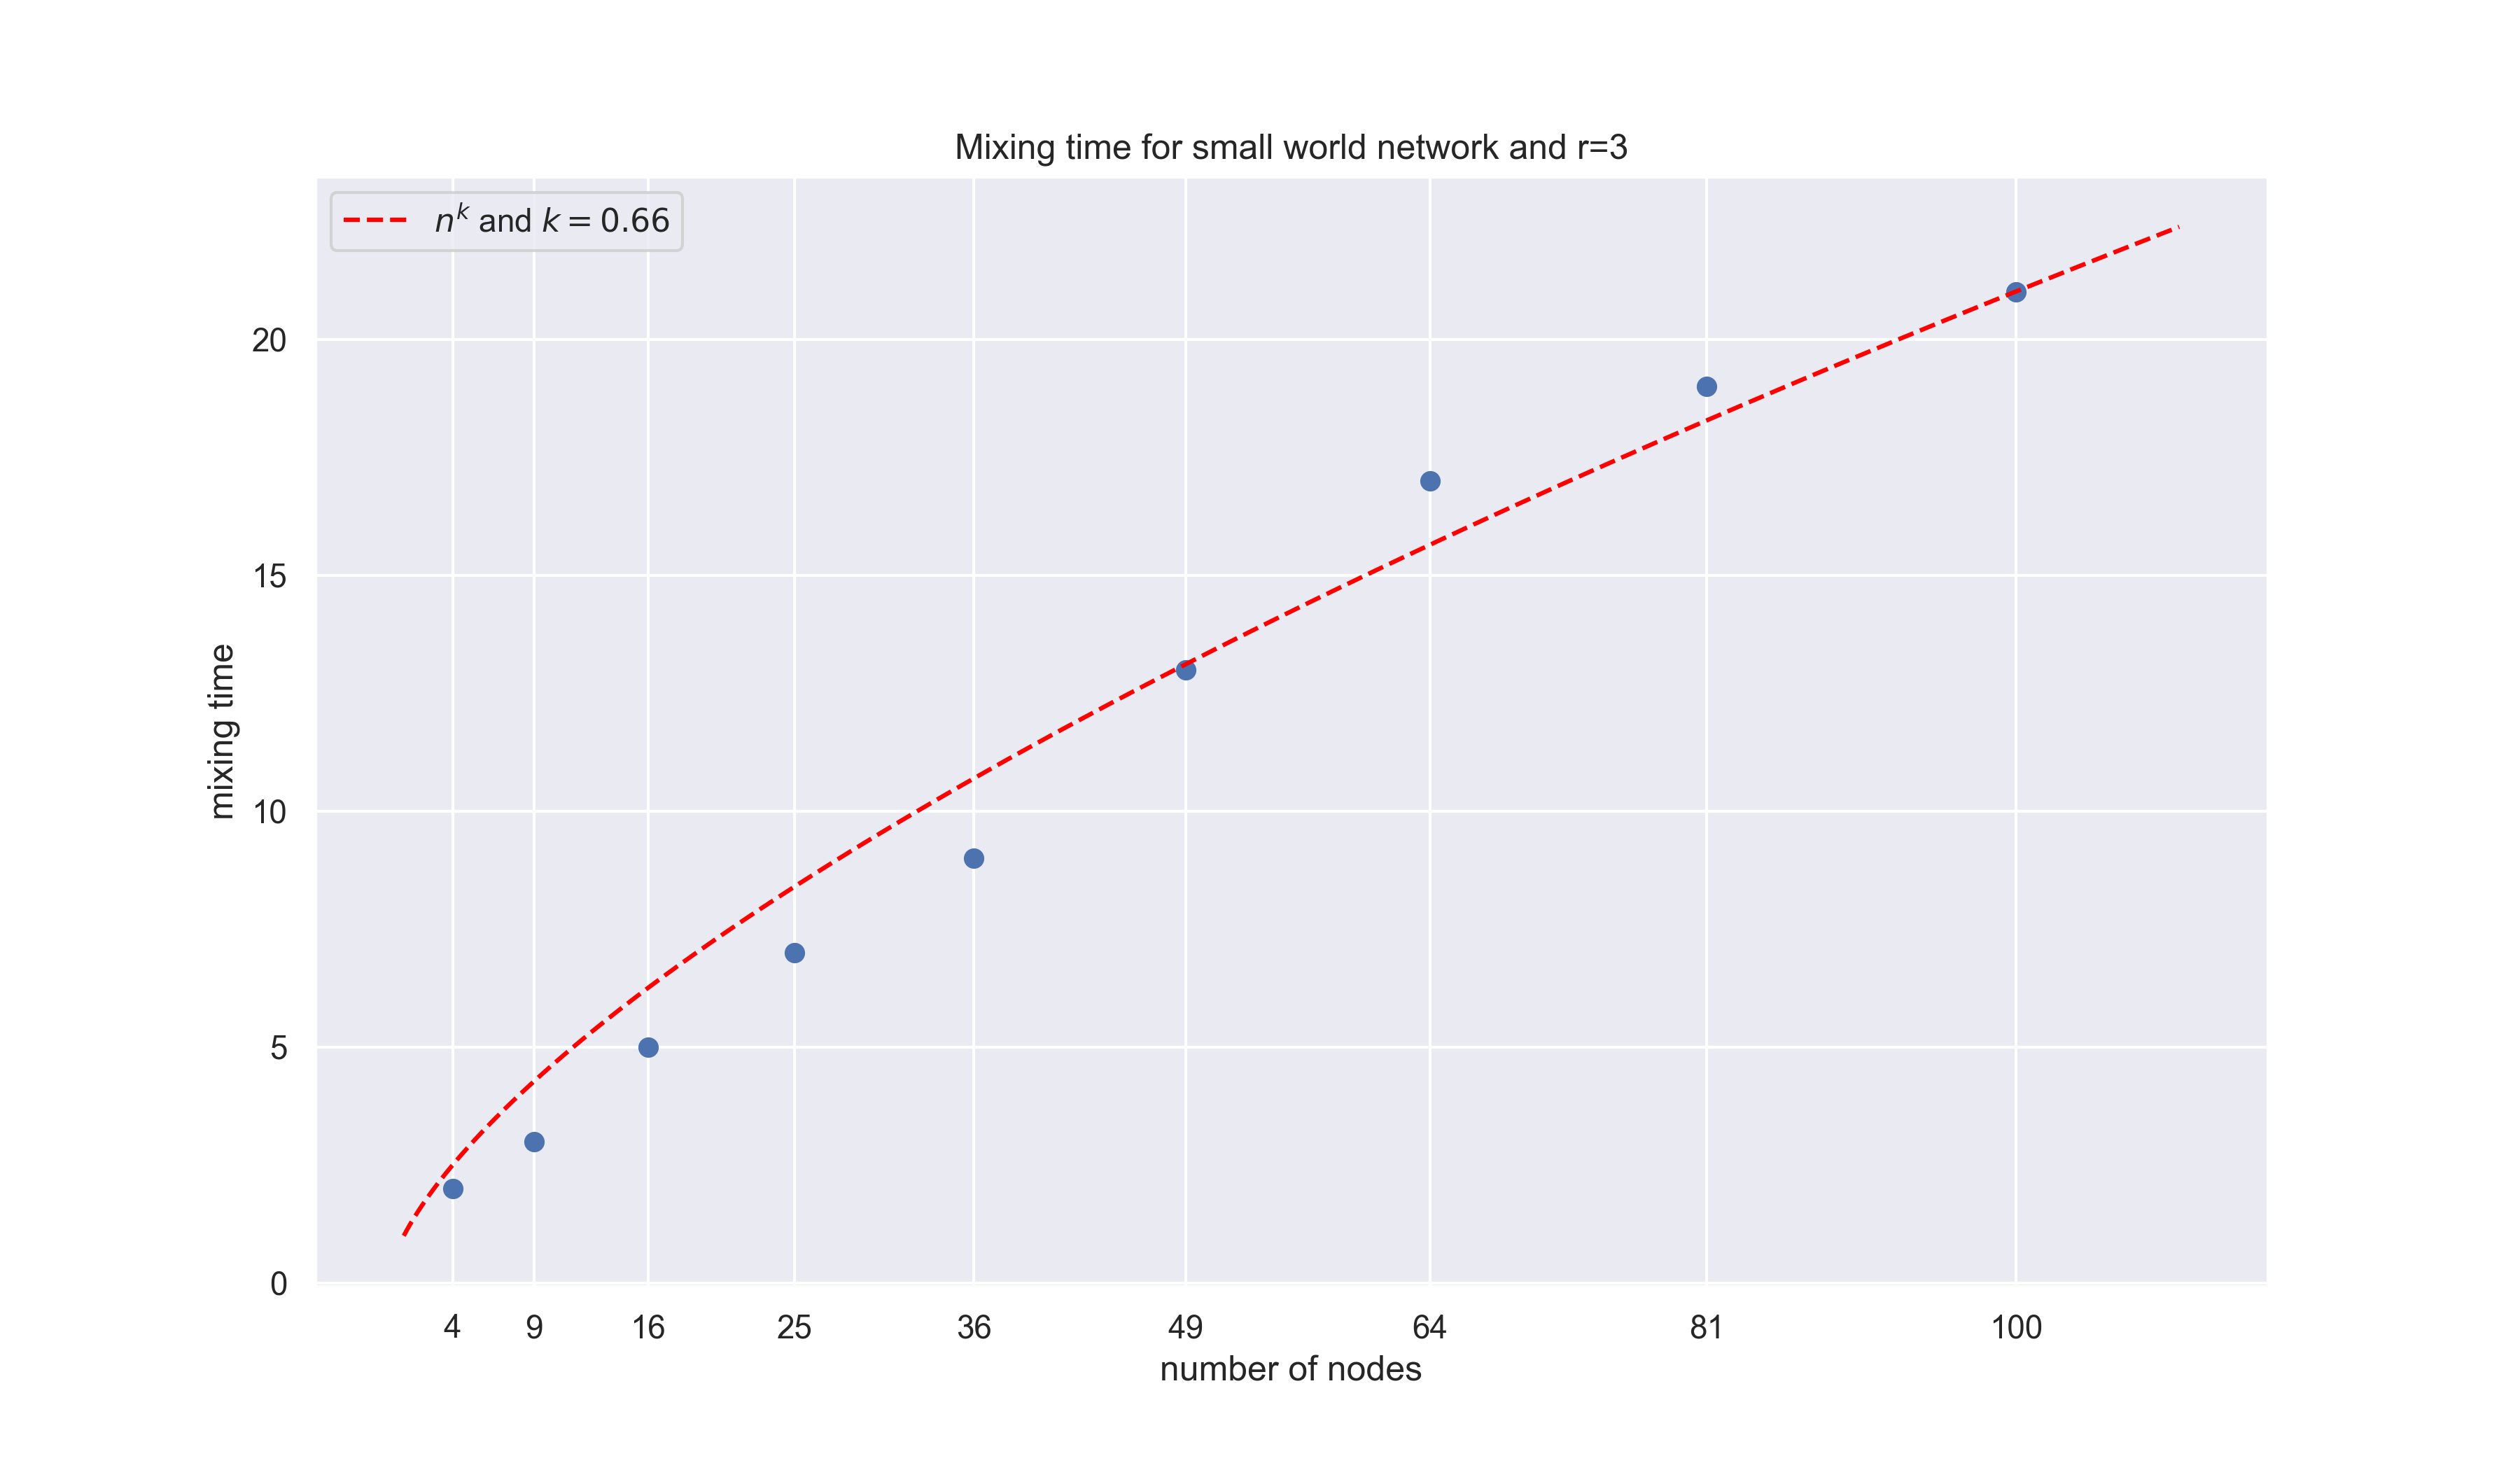 Mixing time for small world network and r=3
n^k and k = 0.66
mixing time
20
15
10
5
0
4 9 16 25 36 49 64 81 100
number of nodes